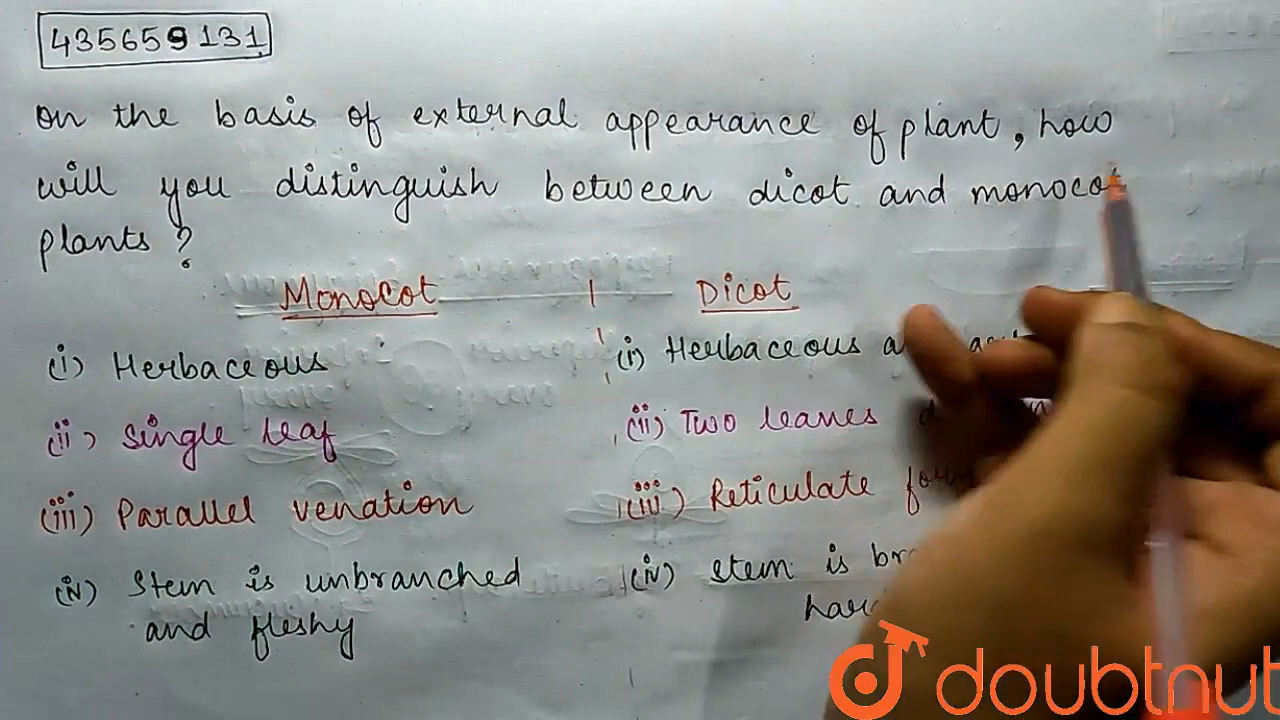 435659131
on the basis of external appearance of plant, how
will you distinguish between dicot and monocot
plants?
Monocot | Dicot
(i) Herbaceous (i) Herbaceous
(ii) Single leaf (ii) Two leaves
(iii) Parallel venation (iii) Reticulate
(iv) Stem is unbranched (iv) Stem is
and fleshy
doubtnut